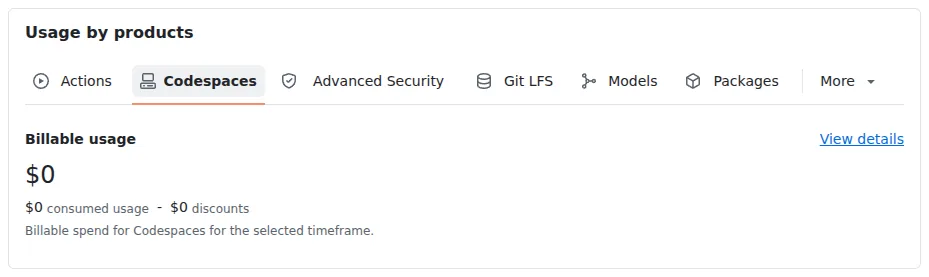 Usage by products
Actions Codespaces Advanced Security Git LFS Models Packages More
Billable usage View details
$0
$0 consumed usage - $0 discounts
Billable spend for Codespaces for the selected timeframe.